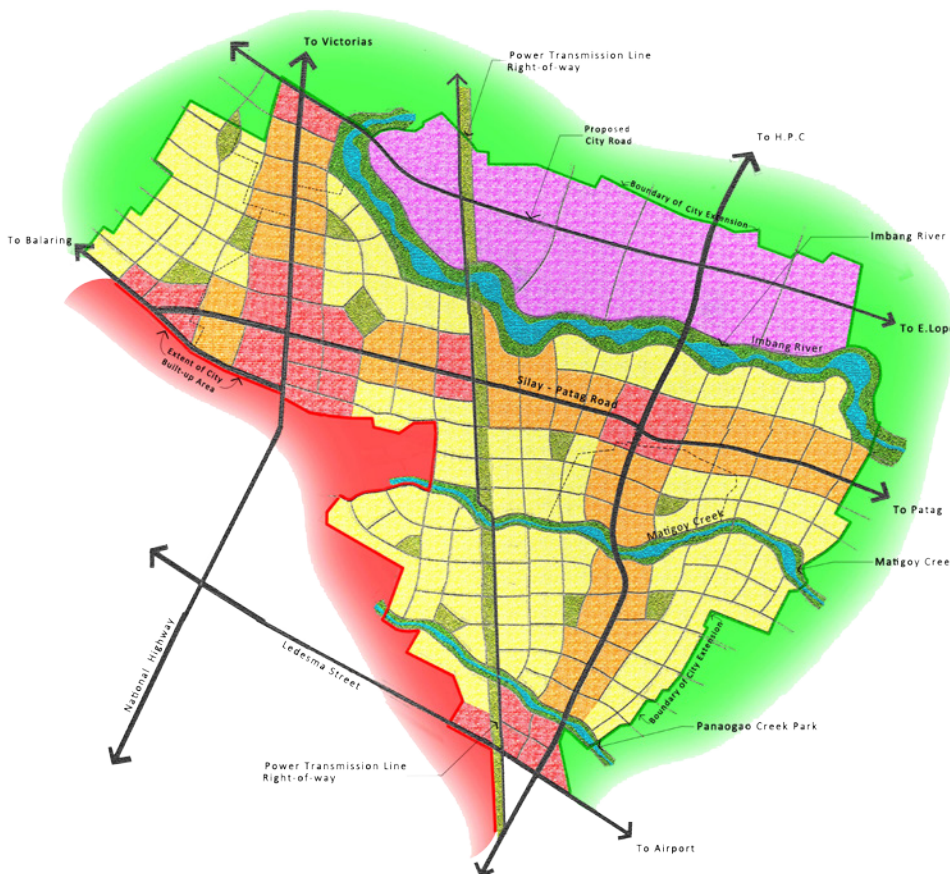 To Victorias
Power Transmission Line
Right-of-way
Proposed
City Road
To H.P.C
Boundary of City Extension
Imbang River
To Balaring
To E.Lop
Imbang River
Extent of City
Built-up Area
Silay - Patag Road
To Patag
Matigoy Creek
Matigoy Cree
National Highway
Ledesma Street
Boundary of City Extension
Panaogao Creek Park
Power Transmission Line
Right-of-way
To Airport